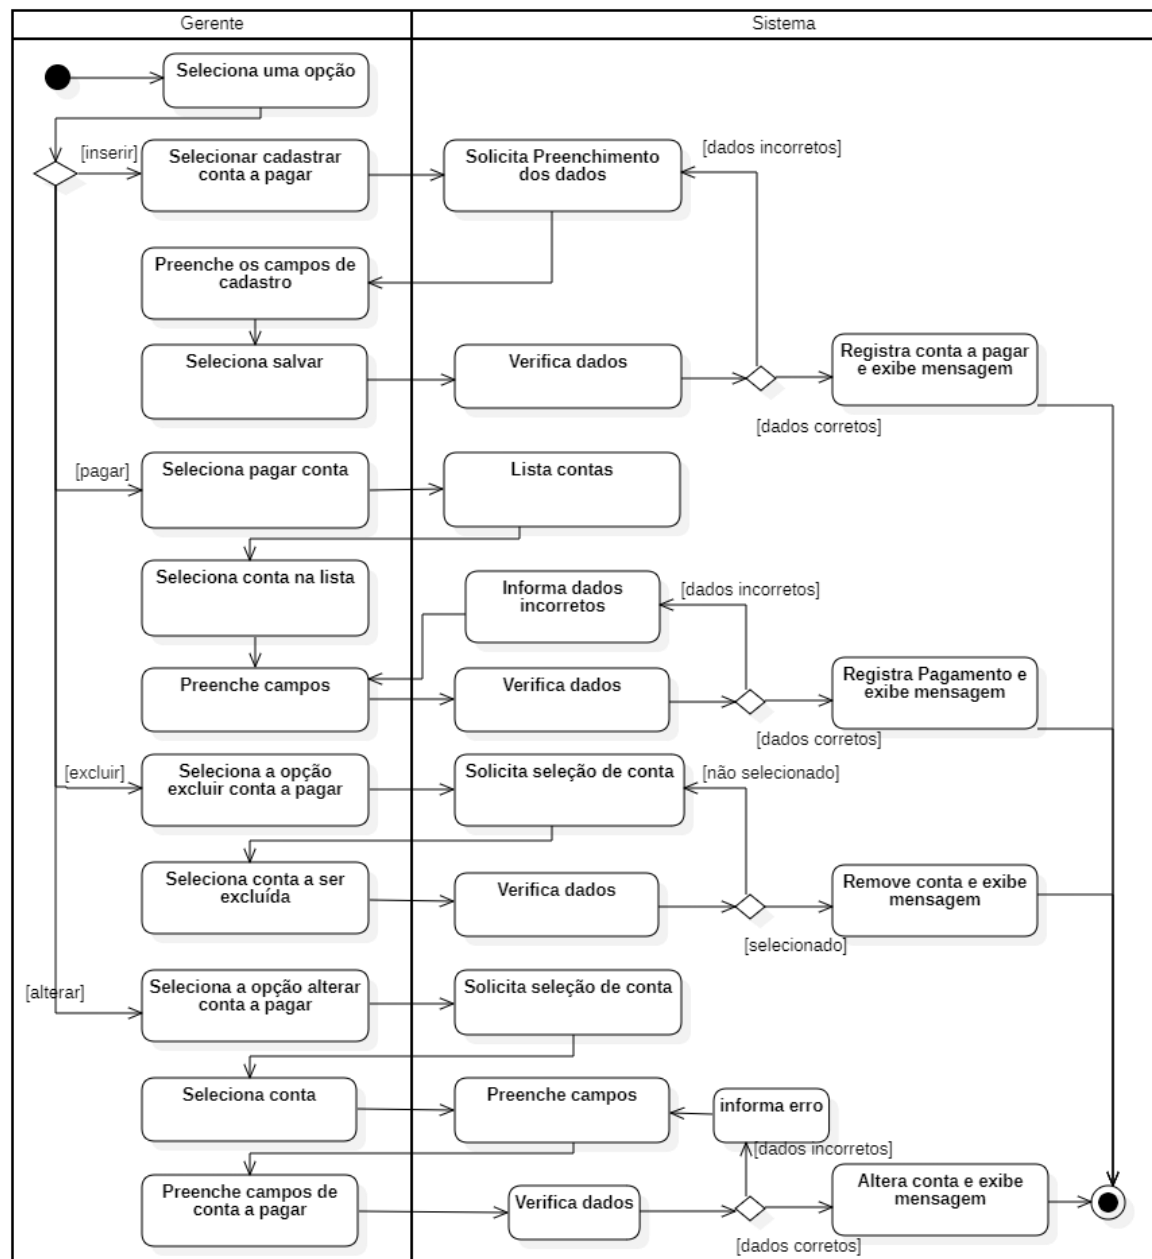 Gerente
Sistema
Seleciona uma opção
[inserir]
Selecionar cadastrar
conta a pagar
Solicita Preenchimento
dos dados
[dados incorretos]
Preenche os campos de
cadastro
Seleciona salvar
Verifica dados
Registra conta a pagar
e exibe mensagem
[dados corretos]
[pagar]
Seleciona pagar conta
Lista contas
Seleciona conta na lista
Informa dados
incorretos
[dados incorretos]
Preenche campos
Verifica dados
Registra Pagamento e
exibe mensagem
[dados corretos]
[excluir]
Seleciona a opção
excluir conta a pagar
Solicita seleção de conta
[não selecionado]
Seleciona conta a ser
excluída
Verifica dados
Remove conta e exibe
mensagem
[selecionado]
[alterar]
Seleciona a opção alterar
conta a pagar
Solicita seleção de conta
Seleciona conta
Preenche campos
informa erro
[dados incorretos]
Preenche campos de
conta a pagar
Verifica dados
Altera conta e exibe
mensagem
[dados corretos]